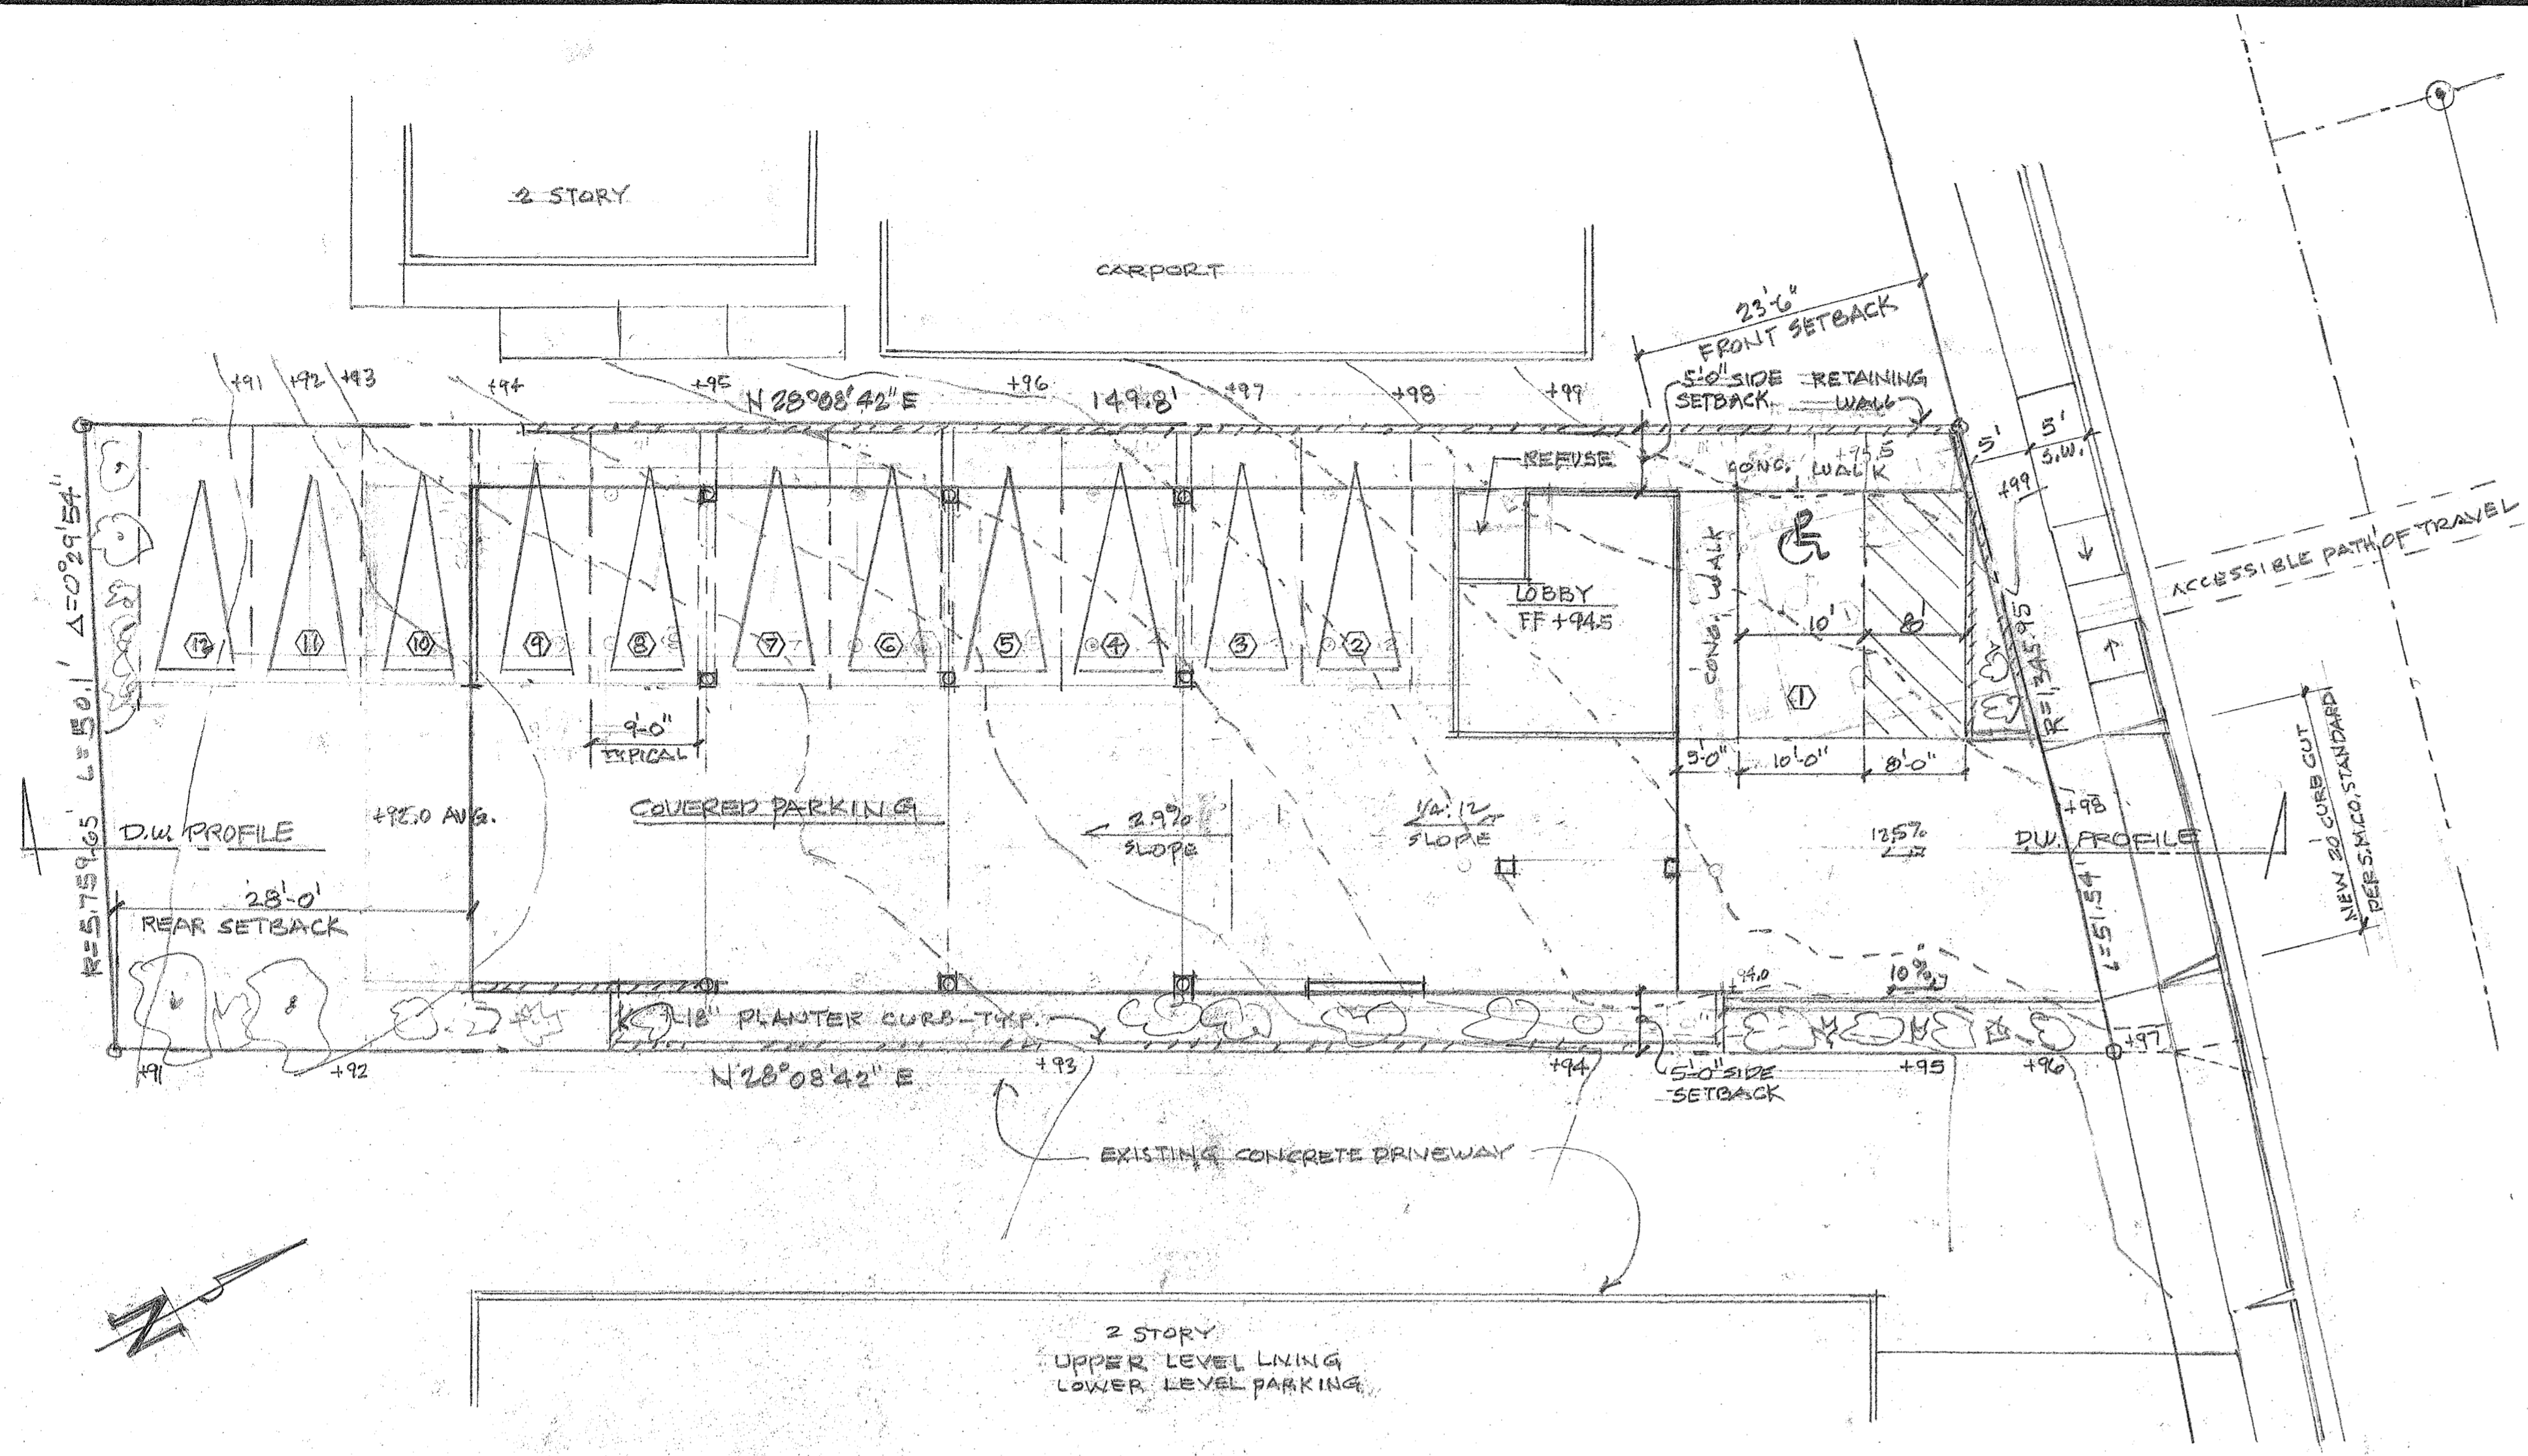 2 STORY
CARPORT
23'-6"
FRONT SETBACK
5'-0" SIDE
SETBACK
RETAINING
WALL
+91
+92
+93
+94
+95
+96
+97
+98
+99
N 28°08'42" E
149.8'
5'
5'
S.W.
+99
CONC. WALK
REFUSE
LOBBY
FF +94.5
CONC. WALK
10'
8'
12
11
10
9
8
7
6
5
4
3
2
1
ACCESSIBLE PATH OF TRAVEL
Δ=0°29'54"
L=50.1'
R=5,759.65'
R=1,345.95'
L=51.54'
9'-0"
TYPICAL
5'-0"
10'-0"
8'-0"
NEW 20' CURB CUT
PER S.M.CO. STANDARD
COVERED PARKING
2.9%
SLOPE
1/4:12
SLOPE
12.5%
+98
D.W. PROFILE
D.W. PROFILE
28'-0"
REAR SETBACK
+94.0
10%
18" PLANTER CURB-TYP.
+91
+92
+93
+94
+95
+96
+97
N 28°08'42" E
5'-0" SIDE
SETBACK
EXISTING CONCRETE DRIVEWAY
N
2 STORY
UPPER LEVEL LIVING
LOWER LEVEL PARKING